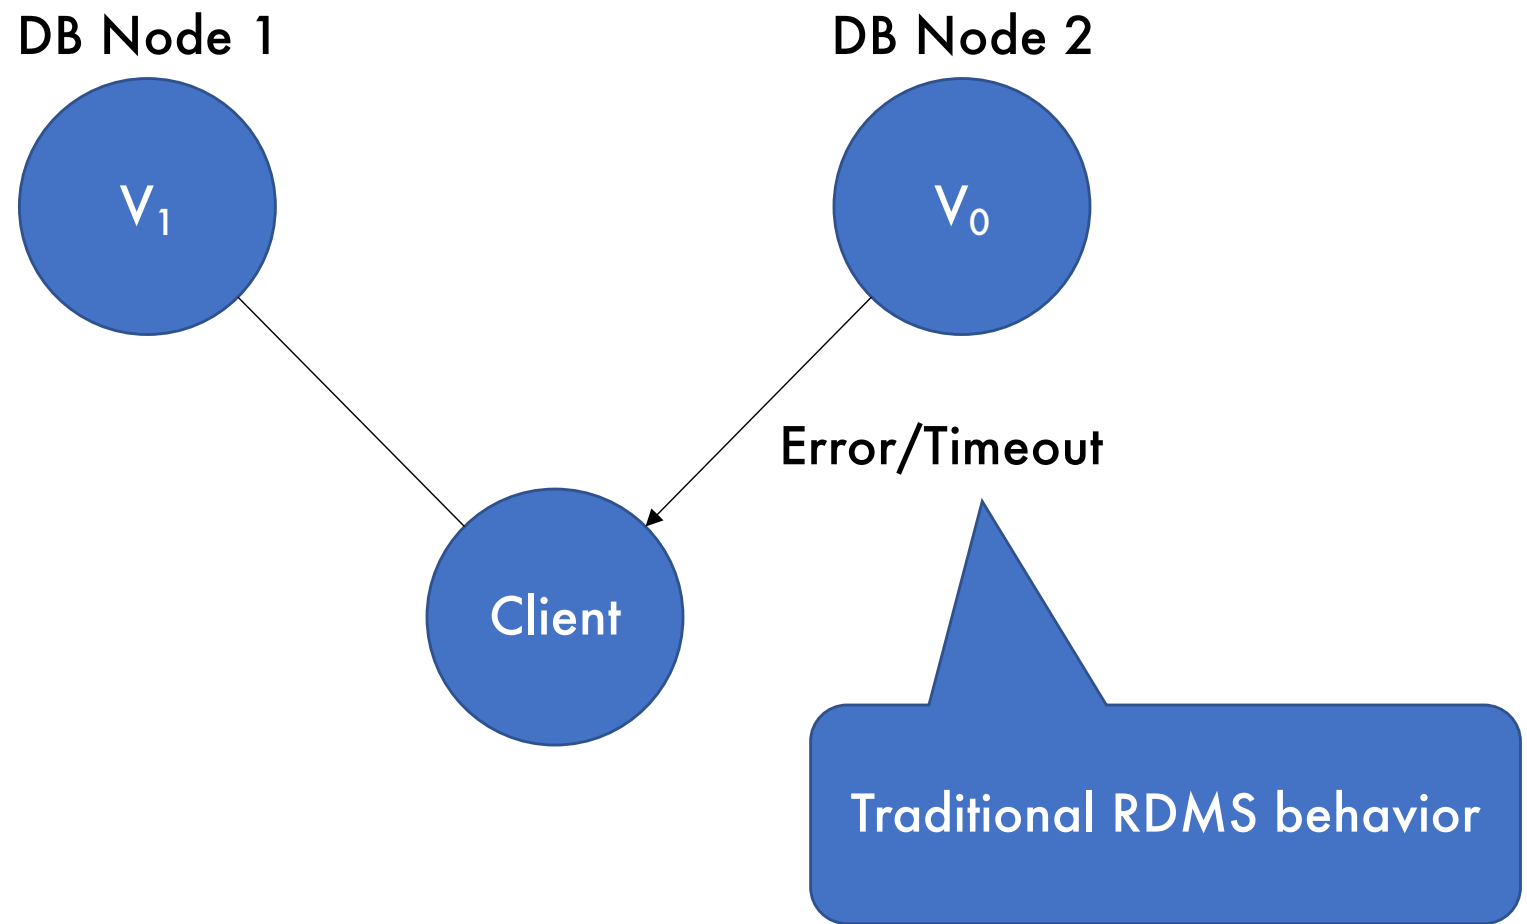 DB Node 1
DB Node 2
V₁
V₀
Error/Timeout
Client
Traditional RDMS behavior